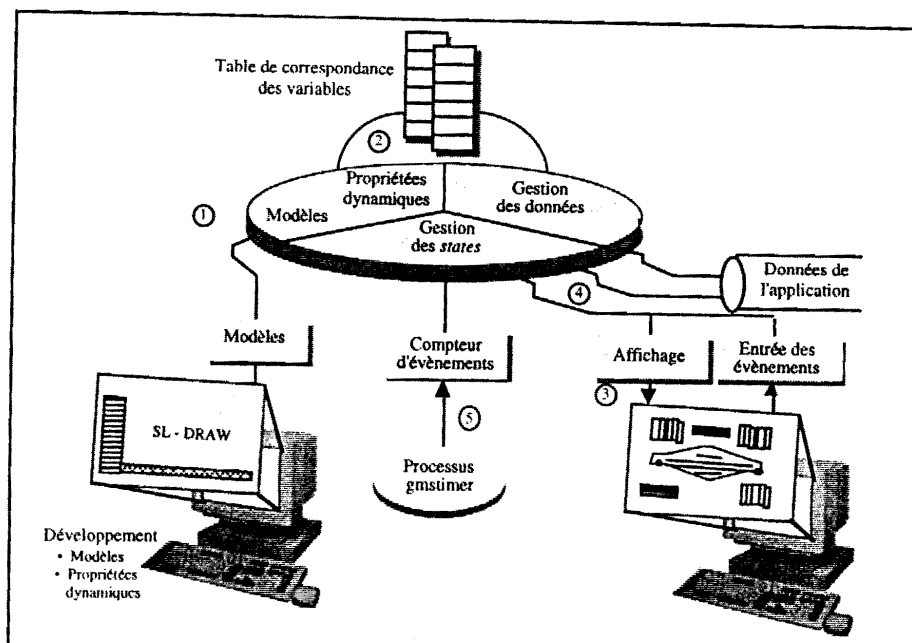 Table de correspondance
des variables
②
①
Propriétées
dynamiques
Gestion
des données
Modèles
Gestion
des states
④
Données de
l'application
Modèles
Compteur
d'évènements
Affichage
Entrée des
évènements
③
SL - DRAW
⑤
Processus
gmstimer
Développement
• Modèles
• Propriétées
dynamiques